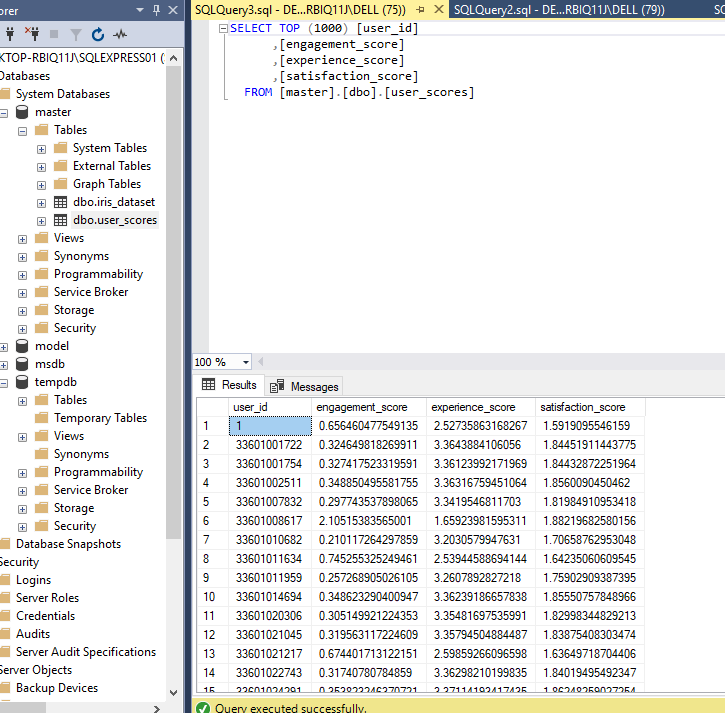 orer
SQLQuery3.sql - DE...RBIQ11J\DELL (75))
SQLQuery2.sql - DE...RBIQ11J\DELL (79))
SQ
KTOP-RBIQ11J\SQLEXPRESS01 (
Databases
System Databases
master
Tables
System Tables
External Tables
Graph Tables
dbo.iris_dataset
dbo.user_scores
Views
Synonyms
Programmability
Service Broker
Storage
Security
model
msdb
tempdb
Tables
Temporary Tables
Views
Synonyms
Programmability
Service Broker
Storage
Security
Database Snapshots
Security
Logins
Server Roles
Credentials
Audits
Server Audit Specifications
Server Objects
Backup Devices
SELECT TOP (1000) [user_id]
,[engagement_score]
,[experience_score]
,[satisfaction_score]
FROM [master].[dbo].[user_scores]
100 %
Results Messages
user_id engagement_score experience_score satisfaction_score
1 1 0.656460477549135 2.52735863168267 1.5919095546159
2 33601001722 0.324649818269911 3.3643884106056 1.84451911443775
3 33601001754 0.327417523319591 3.36123992171969 1.84432872251964
4 33601002511 0.348850495581755 3.36316759451064 1.8560090450462
5 33601007832 0.297743537898065 3.3419546811703 1.81984910953418
6 33601008617 2.10515383565001 1.65923981595311 1.88219682580156
7 33601010682 0.210117264297859 3.2030579947631 1.70658762953048
8 33601011634 0.745255325249461 2.53944588694144 1.64235060609545
9 33601011959 0.257268905026105 3.2607892827218 1.75902909387395
10 33601014694 0.348623290400947 3.36239186657838 1.85550757848966
11 33601020306 0.305149921224353 3.35481697535991 1.82998344829213
12 33601021045 0.319563117224609 3.35794504884487 1.83875408303474
13 33601021217 0.674401713122151 2.59859266096598 1.63649718704406
14 33601022743 0.31740780784859 3.36298210199835 1.84019495492347
15 33601024291 0.353823246370721 3.37114193417435 1.86248259027254
Query executed successfully.